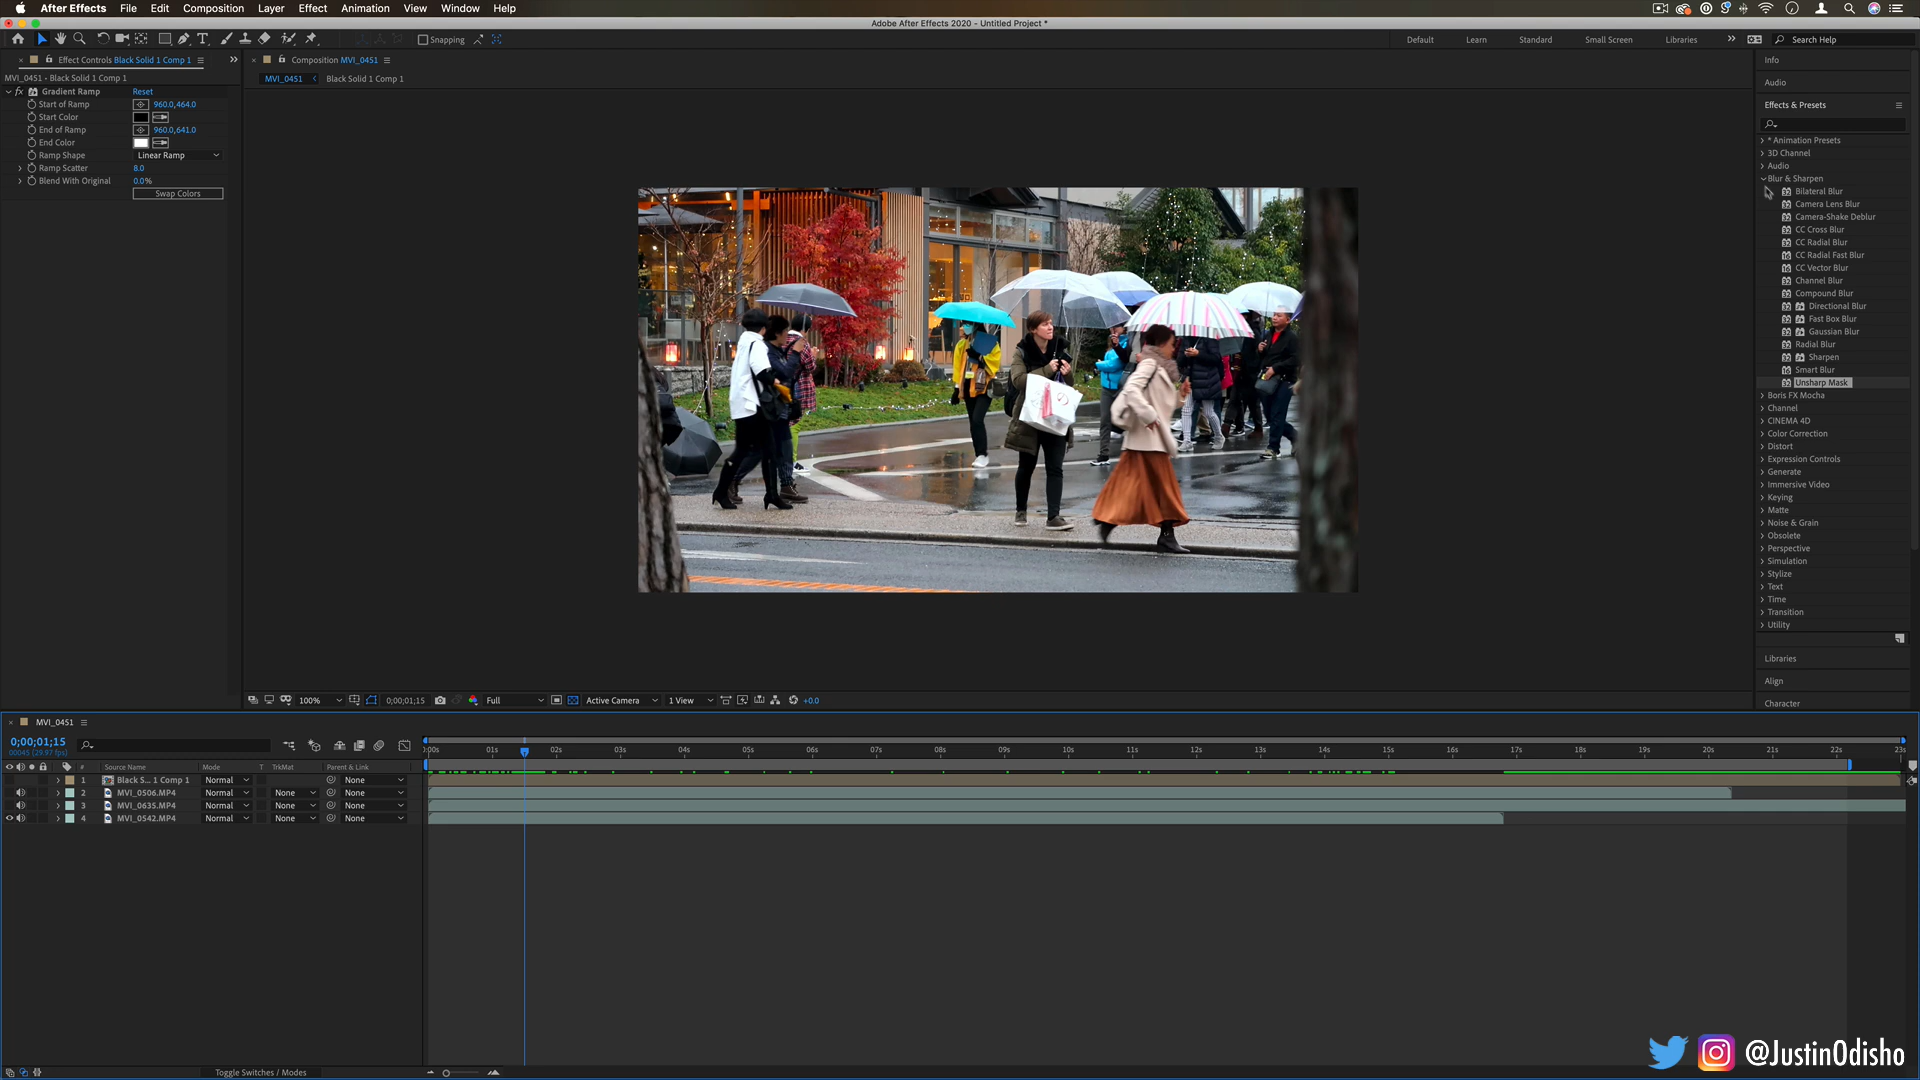 After Effects File Edit Composition Layer Effect Animation View Window Help
Adobe After Effects 2020 - Untitled Project *
Snapping
Default Learn Standard Small Screen Libraries
Search Help
Effect Controls Black Solid 1 Comp 1
MVI_0451 • Black Solid 1 Comp 1
fx Gradient Ramp Reset
Start of Ramp 960.0,464.0
Start Color
End of Ramp 960.0,641.0
End Color
Ramp Shape Linear Ramp
Ramp Scatter 8.0
Blend With Original 0.0%
Swap Colors
Composition MVI_0451
MVI_0451 Black Solid 1 Comp 1
100% 0;00;01;15 Full Active Camera 1 View +0.0
Info
Audio
Effects & Presets
* Animation Presets
3D Channel
Audio
Blur & Sharpen
Bilateral Blur
Camera Lens Blur
Camera-Shake Deblur
CC Cross Blur
CC Radial Blur
CC Radial Fast Blur
CC Vector Blur
Channel Blur
Compound Blur
Directional Blur
Fast Box Blur
Gaussian Blur
Radial Blur
Sharpen
Smart Blur
Unsharp Mask
Boris FX Mocha
Channel
CINEMA 4D
Color Correction
Distort
Expression Controls
Generate
Immersive Video
Keying
Matte
Noise & Grain
Obsolete
Perspective
Simulation
Stylize
Text
Time
Transition
Utility
Libraries
Align
Character
MVI_0451
0;00;01;15
00045 (29.97 fps)
:00s 01s 02s 03s 04s 05s 06s 07s 08s 09s 10s 11s 12s 13s 14s 15s 16s 17s 18s 19s 20s 21s 22s 23s
# Source Name Mode T TrkMat Parent & Link
1 Black S... 1 Comp 1 Normal None
2 MVI_0506.MP4 Normal None None
3 MVI_0635.MP4 Normal None None
4 MVI_0542.MP4 Normal None None
Toggle Switches / Modes
@JustinOdisho